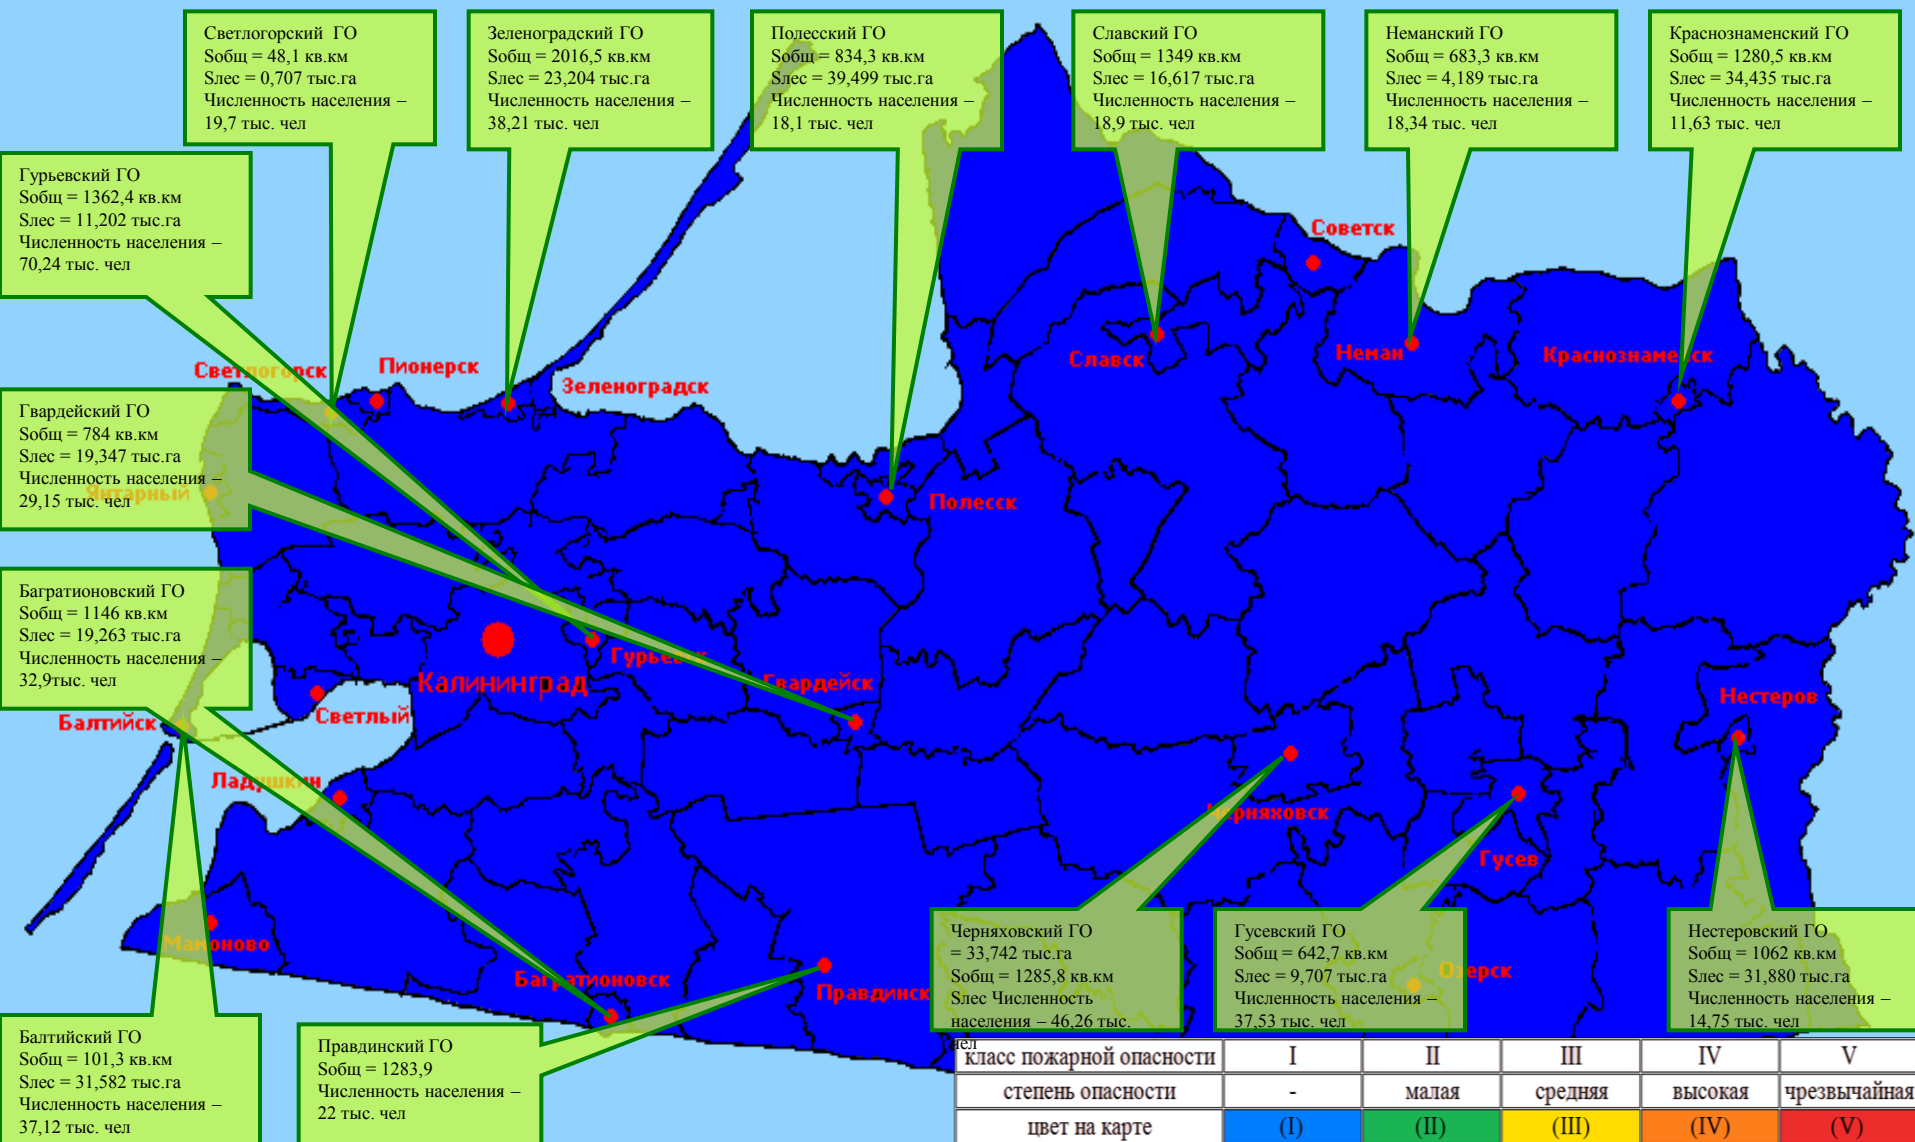 Светлогорский ГО
Sобщ = 48,1 кв.км
Sлес = 0,707 тыс.га
Численность населения –
19,7 тыс. чел
Зеленоградский ГО
Sобщ = 2016,5 кв.км
Sлес = 23,204 тыс.га
Численность населения –
38,21 тыс. чел
Полесский ГО
Sобщ = 834,3 кв.км
Sлес = 39,499 тыс.га
Численность населения –
18,1 тыс. чел
Славский ГО
Sобщ = 1349 кв.км
Sлес = 16,617 тыс.га
Численность населения –
18,9 тыс. чел
Неманский ГО
Sобщ = 683,3 кв.км
Sлес = 4,189 тыс.га
Численность населения –
18,34 тыс. чел
Краснознаменский ГО
Sобщ = 1280,5 кв.км
Sлес = 34,435 тыс.га
Численность населения –
11,63 тыс. чел
Гурьевский ГО
Sобщ = 1362,4 кв.км
Sлес = 11,202 тыс.га
Численность населения –
70,24 тыс. чел
Советск
Славск
Неман
Краснознаменск
Светлогорск
Пионерск
Зеленоградск
Гвардейский ГО
Sобщ = 784 кв.км
Sлес = 19,347 тыс.га
Численность населения –
29,15 тыс. чел
Янтарный
Полесск
Багратионовский ГО
Sобщ = 1146 кв.км
Sлес = 19,263 тыс.га
Численность населения –
32,9тыс. чел
Гурьевск
Калининград
Гвардейск
Нестеров
Балтийск
Светлый
Ладушкин
Черняховск
Гусев
Мамоново
Багратионовск
Правдинск
Озерск
Черняховский ГО
= 33,742 тыс.га
Sобщ = 1285,8 кв.км
Sлес Численность
населения – 46,26 тыс.
чел
Гусевский ГО
Sобщ = 642,7 кв.км
Sлес = 9,707 тыс.га
Численность населения –
37,53 тыс. чел
Нестеровский ГО
Sобщ = 1062 кв.км
Sлес = 31,880 тыс.га
Численность населения –
14,75 тыс. чел
Балтийский ГО
Sобщ = 101,3 кв.км
Sлес = 31,582 тыс.га
Численность населения –
37,12 тыс. чел
Правдинский ГО
Sобщ = 1283,9
Численность населения –
22 тыс. чел
класс пожарной опасности I II III IV V
степень опасности - малая средняя высокая чрезвычайная
цвет на карте (I) (II) (III) (IV) (V)